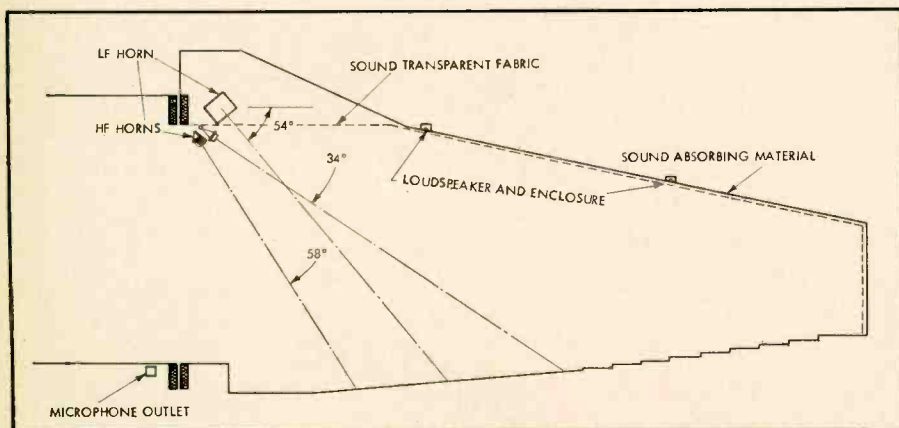 LF HORN
SOUND TRANSPARENT FABRIC
HF HORNS
54°
34°
SOUND ABSORBING MATERIAL
LOUDSPEAKER AND ENCLOSURE
58°
MICROPHONE OUTLET